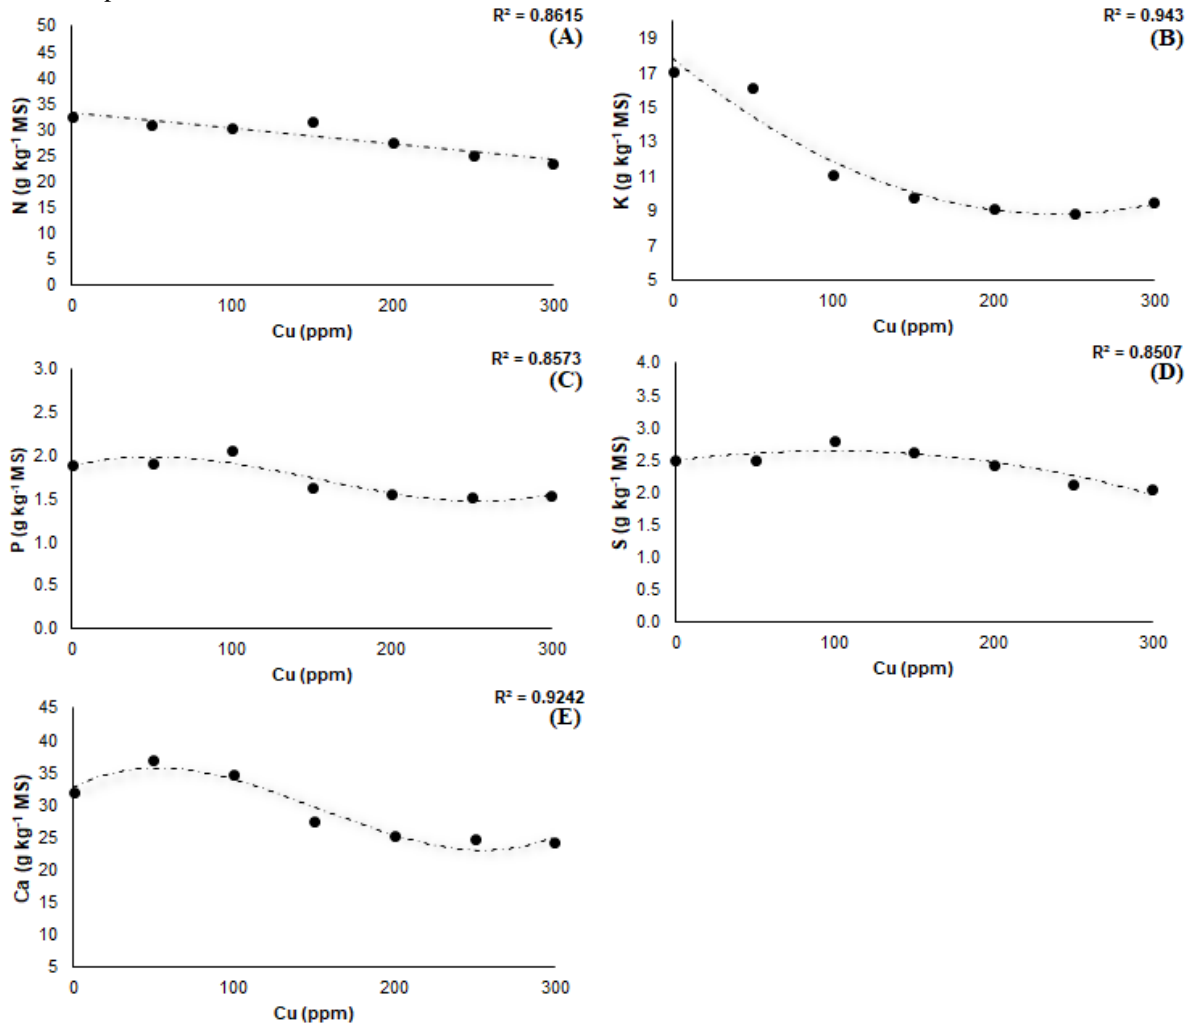 R² = 0.8615
(A)
50
45
40
35
30
25
20
15
10
5
0
N (g kg⁻¹ MS)
0 100 200 300
Cu (ppm)
R² = 0.943
(B)
19
17
15
13
11
9
7
5
K (g kg⁻¹ MS)
0 100 200 300
Cu (ppm)
R² = 0.8573
(C)
3.0
2.5
2.0
1.5
1.0
0.5
0.0
P (g kg⁻¹ MS)
0 100 200 300
Cu (ppm)
R² = 0.8507
(D)
4.0
3.5
3.0
2.5
2.0
1.5
1.0
0.5
0.0
S (g kg⁻¹ MS)
0 100 200 300
Cu (ppm)
R² = 0.9242
(E)
45
40
35
30
25
20
15
10
5
Ca (g kg⁻¹ MS)
0 100 200 300
Cu (ppm)